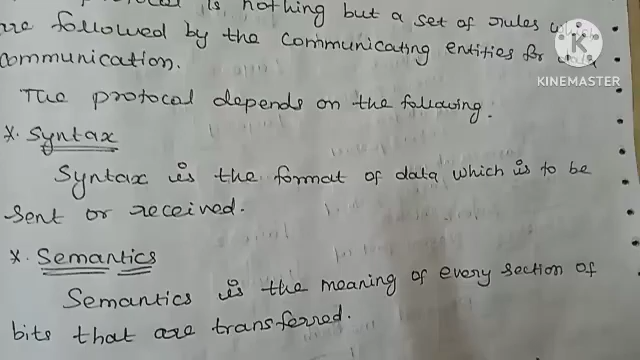 is nothing but a set of rules
are followed by the communicating entities for
communication.
The protocal depends on the following.
*. Syntax
Syntax is the format of data which is to be
sent or received.
*. Semantics
Semantics is the meaning of every section of
bits that are transferred.
K
KINEMASTER